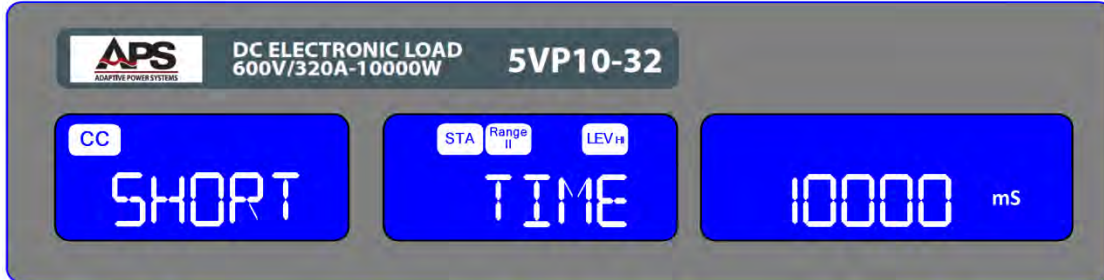 APS
ADAPTIVE POWER SYSTEMS
DC ELECTRONIC LOAD
600V/320A-10000W
5VP10-32
CC
SHORT
STA
Range
II
LEV HI
TIME
10000 mS